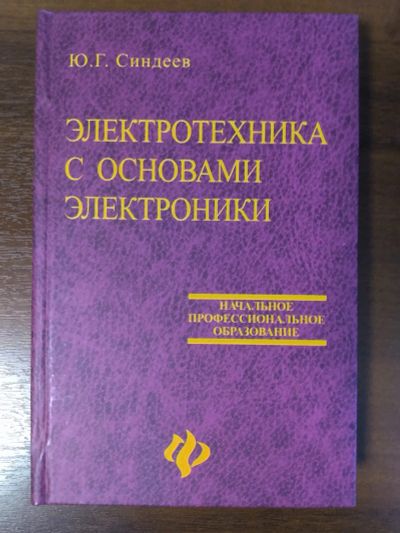 Ю.Г. Синдеев
ЭЛЕКТРОТЕХНИКА
С ОСНОВАМИ
ЭЛЕКТРОНИКИ
НАЧАЛЬНОЕ
ПРОФЕССИОНАЛЬНОЕ
ОБРАЗОВАНИЕ